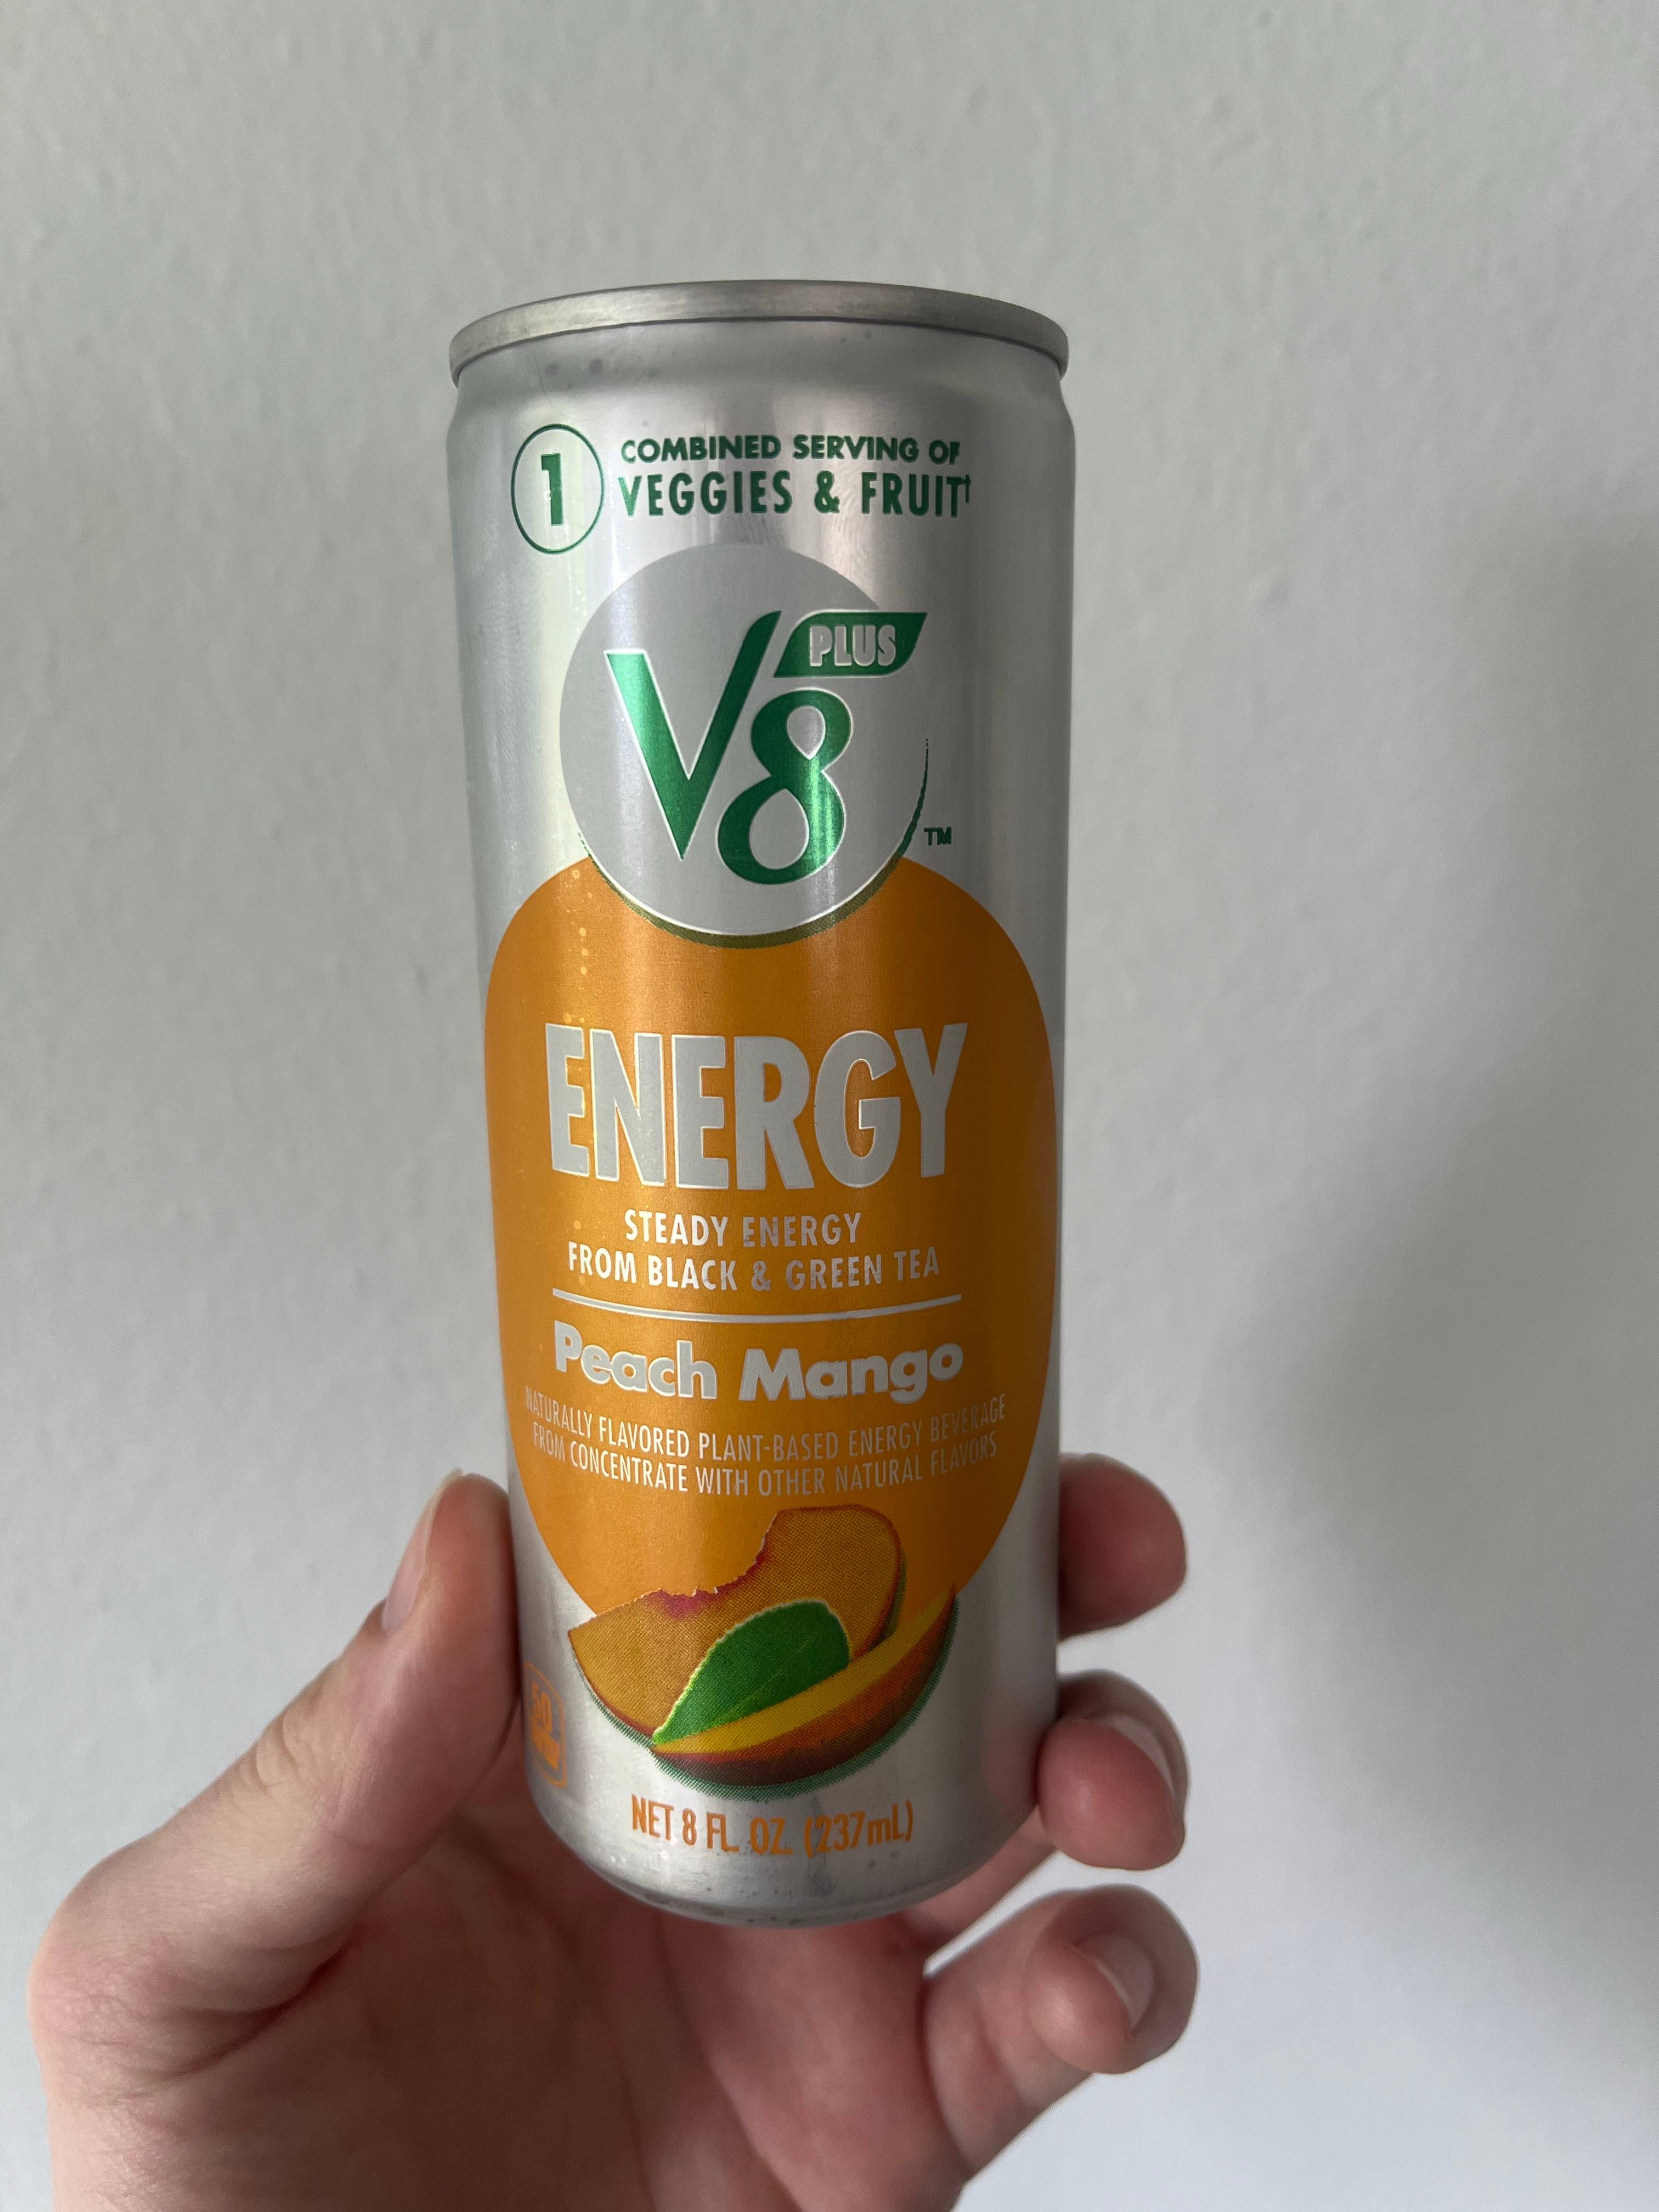 1
COMBINED SERVING OF
VEGGIES & FRUIT†
PLUS
V8
™
ENERGY
STEADY ENERGY
FROM BLACK & GREEN TEA
Peach Mango
NATURALLY FLAVORED PLANT-BASED ENERGY BEVERAGE
FROM CONCENTRATE WITH OTHER NATURAL FLAVORS
50
NET 8 FL. OZ. (237mL)